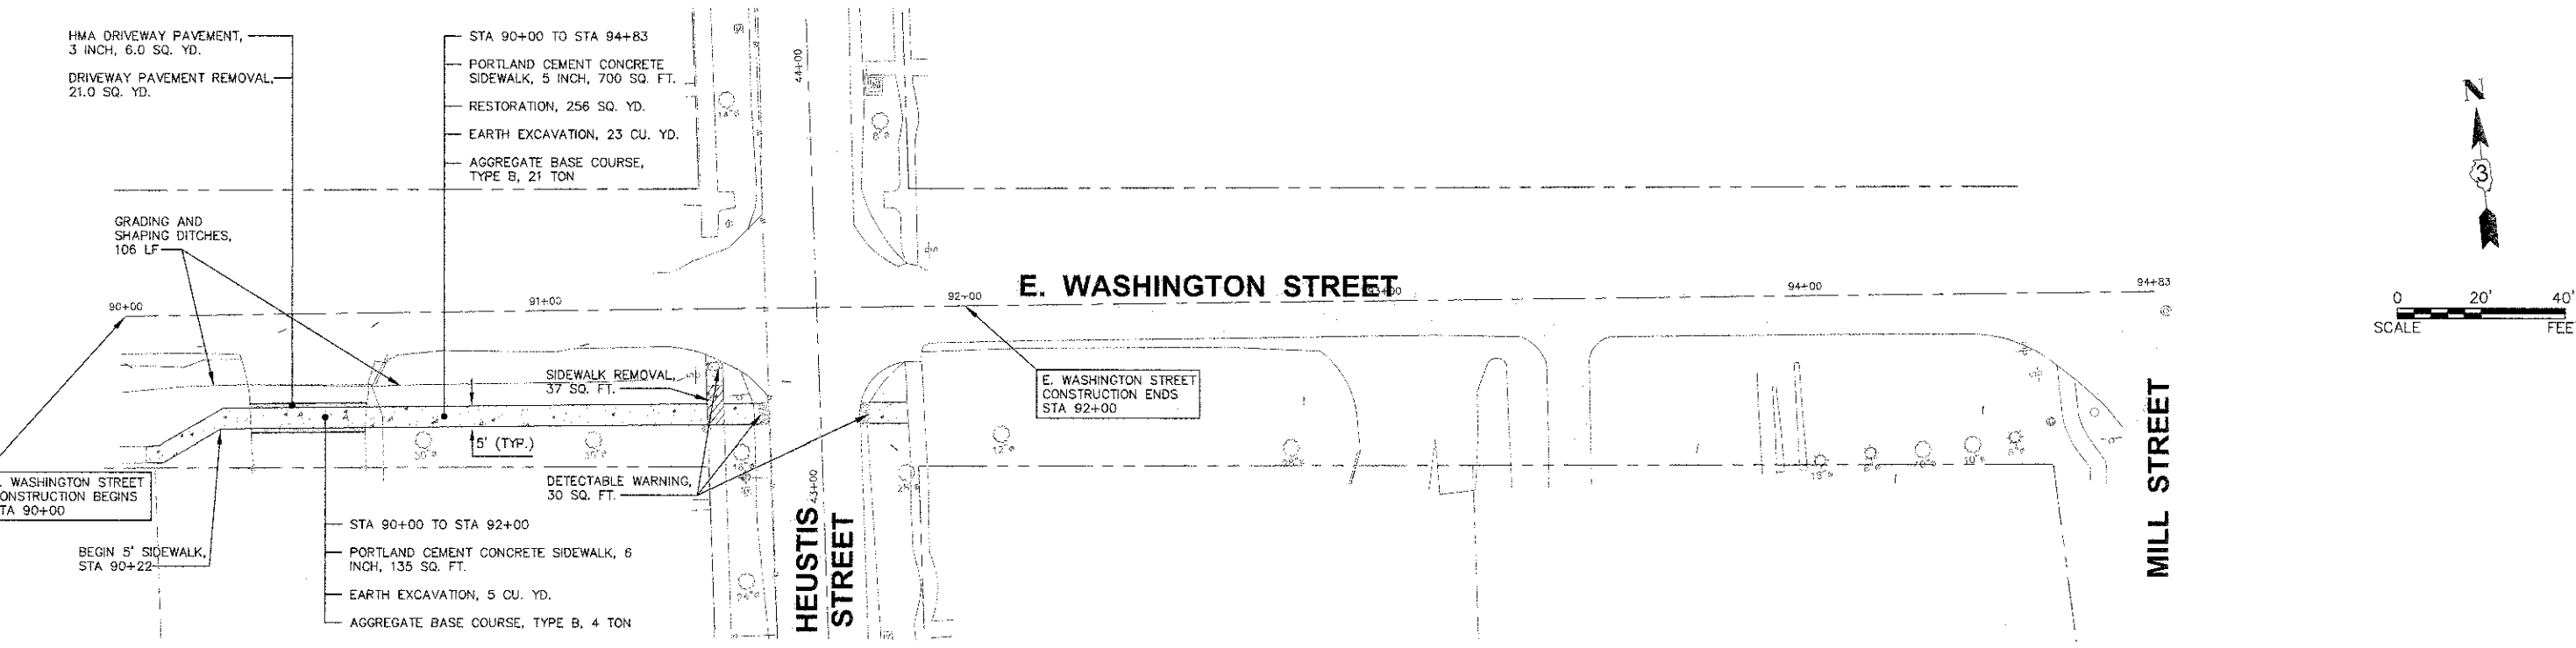 HMA DRIVEWAY PAVEMENT,
3 INCH, 6.0 SQ. YD.
DRIVEWAY PAVEMENT REMOVAL,
21.0 SQ. YD.
STA 90+00 TO STA 94+83
PORTLAND CEMENT CONCRETE
SIDEWALK, 5 INCH, 700 SQ. FT.
RESTORATION, 256 SQ. YD.
EARTH EXCAVATION, 23 CU. YD.
AGGREGATE BASE COURSE,
TYPE B, 21 TON
44+00
N
3
GRADING AND
SHAPING DITCHES,
106 LF
90+00
91+00
92+00
E. WASHINGTON STREET
94+00
94+83
0 20' 40'
SCALE FEE
SIDEWALK REMOVAL,
37 SQ. FT.
E. WASHINGTON STREET
CONSTRUCTION ENDS
STA 92+00
5' (TYP.)
WASHINGTON STREET
ONSTRUCTION BEGINS
TA 90+00
DETECTABLE WARNING,
30 SQ. FT.
43+00
BEGIN 5' SIDEWALK,
STA 90+22
STA 90+00 TO STA 92+00
PORTLAND CEMENT CONCRETE SIDEWALK, 6
INCH, 135 SQ. FT.
EARTH EXCAVATION, 5 CU. YD.
AGGREGATE BASE COURSE, TYPE B, 4 TON
HEUSTIS
STREET
MILL STREET